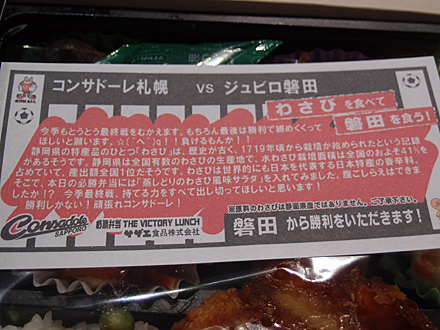 コンサドーレ札幌 vs ジュビロ磐田
わさび を食べて
磐田 を食う!
今季もとうとう最終戦をむかえます。もちろん最後は勝利で締めくくって
ほしいと願います、
負けるもんか!!
静岡県の特産品のひとつ「わさび」は、歴史が古く、1719年頃から栽培が始められたという記録
があるそうです。静岡県は全国有数のわさびの生産地で、水わさび栽培面積は全国のおよそ41%を
占めていて、産出額全国1位だそうです。わさびは世界的にも日本を代表する日本特産の香辛料。
そこで、本日の必勝弁当には「蒸しどりのわさび風味サラダ」を入れてみました。腹ごしらえはできま
したか!? 今季最終戦、持てる力をすべて出し切ってほしいと思います!
勝利しかない!頑張れコンサドーレ!
※原料のわさびは静岡県産ではありません。ご了承下さい。
Consadole
SAPPORO
必勝弁当 THE VICTORY LUNCH
サザエ食品株式会社
磐田 から勝利をいただきます!